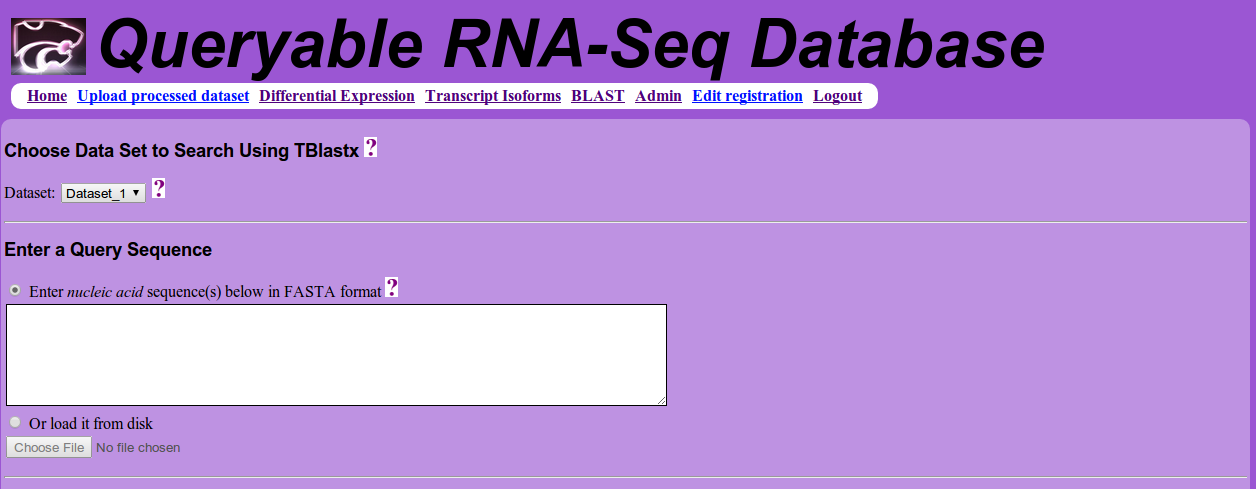 Queryable RNA-Seq Database
Home Upload processed dataset Differential Expression Transcript Isoforms BLAST Admin Edit registration Logout
Choose Data Set to Search Using TBlastx ?
Dataset: Dataset_1 ?
Enter a Query Sequence
Enter nucleic acid sequence(s) below in FASTA format ?
Or load it from disk
Choose File No file chosen